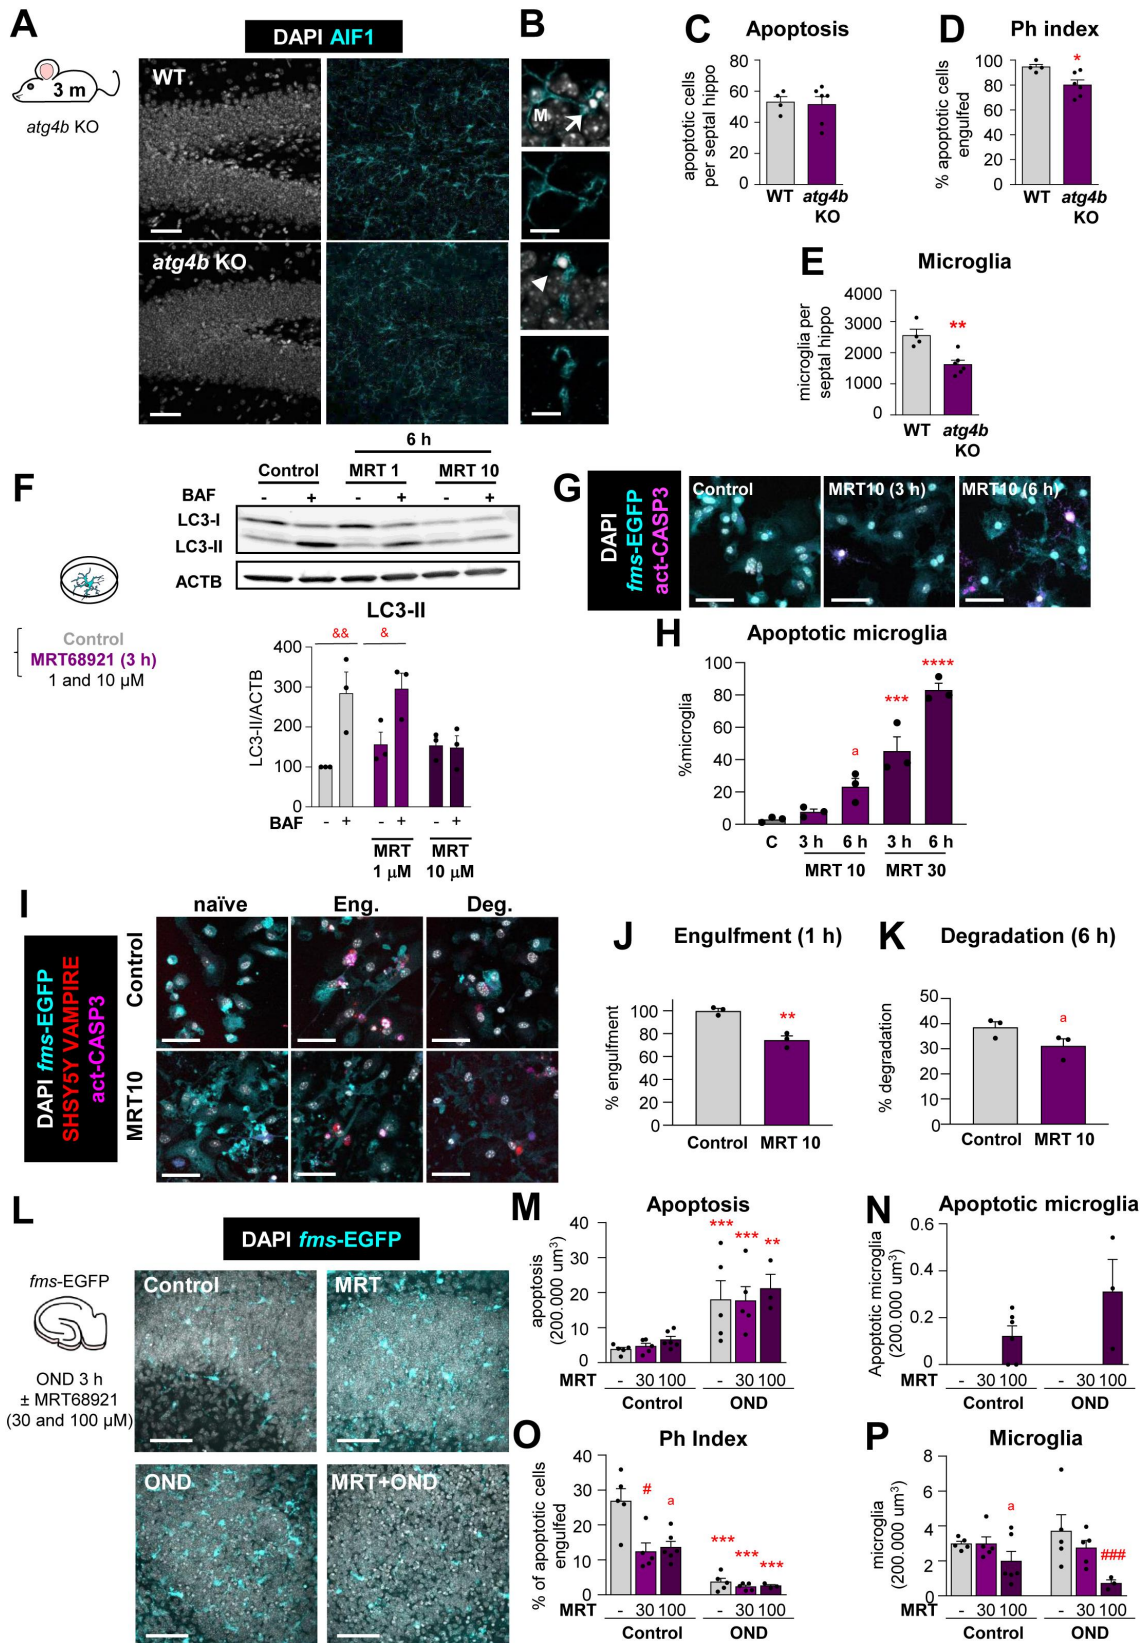 A
DAPI AIF1
3 m
atg4b KO
WT
atg4b KO
B
M
C
Apoptosis
apoptotic cells
per septal hippo
80
60
40
20
0
WT
atg4b
KO
D
Ph index
% apoptotic cells
engulfed
100
80
60
40
20
0
*
WT
atg4b
KO
E
Microglia
microglia per
septal hippo
4000
3000
2000
1000
0
**
WT
atg4b
KO
F
Control
MRT68921 (3 h)
1 and 10 µM
6 h
Control
MRT 1
MRT 10
BAF
- + - + - +
LC3-I
LC3-II
ACTB
LC3-II
LC3-II/ACTB
400
300
200
100
0
&&
&
BAF
- + - + - +
MRT
1 µM
MRT
10 µM
G
DAPI
fms-EGFP
act-CASP3
Control
MRT10 (3 h)
MRT10 (6 h)
H
Apoptotic microglia
%microglia
100
80
60
40
20
0
a
***
****
C
3 h 6 h 3 h 6 h
MRT 10 MRT 30
I
DAPI fms-EGFP
SHSY5Y VAMPIRE
act-CASP3
naïve
Eng.
Deg.
Control
MRT10
J
Engulfment (1 h)
% engulfment
100
80
60
40
20
0
**
Control MRT 10
K
Degradation (6 h)
% degradation
50
40
30
20
10
0
a
Control MRT 10
L
DAPI fms-EGFP
fms-EGFP
OND 3 h
± MRT68921
(30 and 100 µM)
Control
MRT
OND
MRT+OND
M
Apoptosis
apoptosis
(200.000 um³)
40
30
20
10
0
***
***
**
MRT - 30 100 - 30 100
Control OND
N
Apoptotic microglia
Apoptotic microglia
(200.000 um³)
0.6
0.4
0.2
0
MRT - 30 100 - 30 100
Control OND
O
Ph Index
% of apoptotic cells
engulfed
40
30
20
10
0
#
a
***
***
***
MRT - 30 100 - 30 100
Control OND
P
Microglia
microglia
(200.000 um³)
8
6
4
2
0
a
###
MRT - 30 100 - 30 100
Control OND